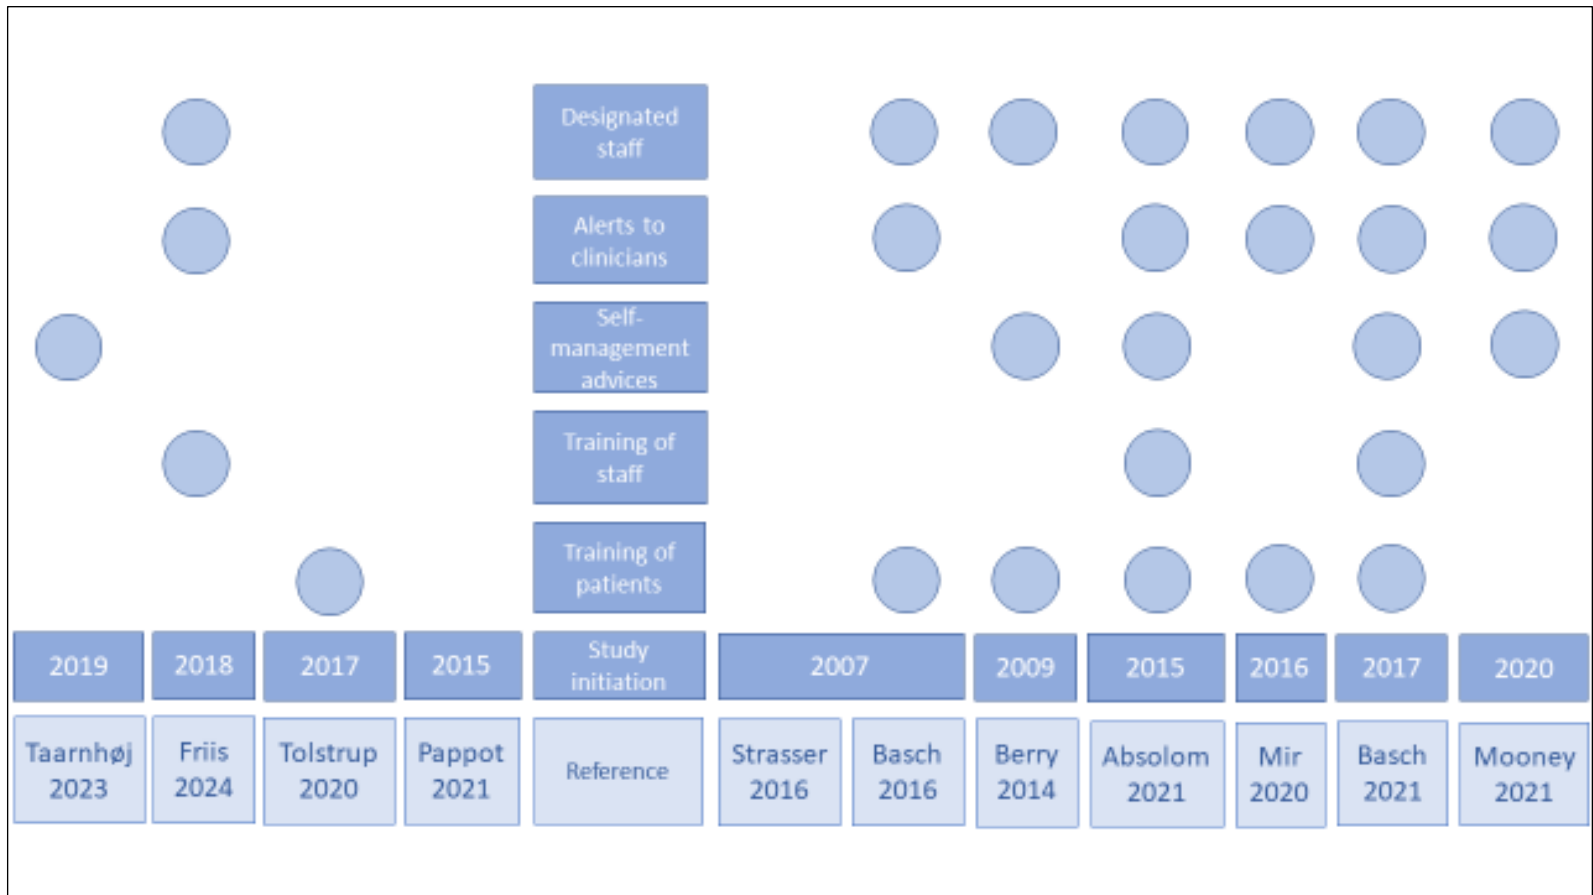 Designated
staff
Alerts to
clinicians
Self-
management
advices
Training of
staff
Training of
patients
2019
2018
2017
2015
Study
initiation
2007
2009
2015
2016
2017
2020
Taarnhøj
2023
Friis
2024
Tolstrup
2020
Pappot
2021
Reference
Strasser
2016
Basch
2016
Berry
2014
Absolom
2021
Mir
2020
Basch
2021
Mooney
2021